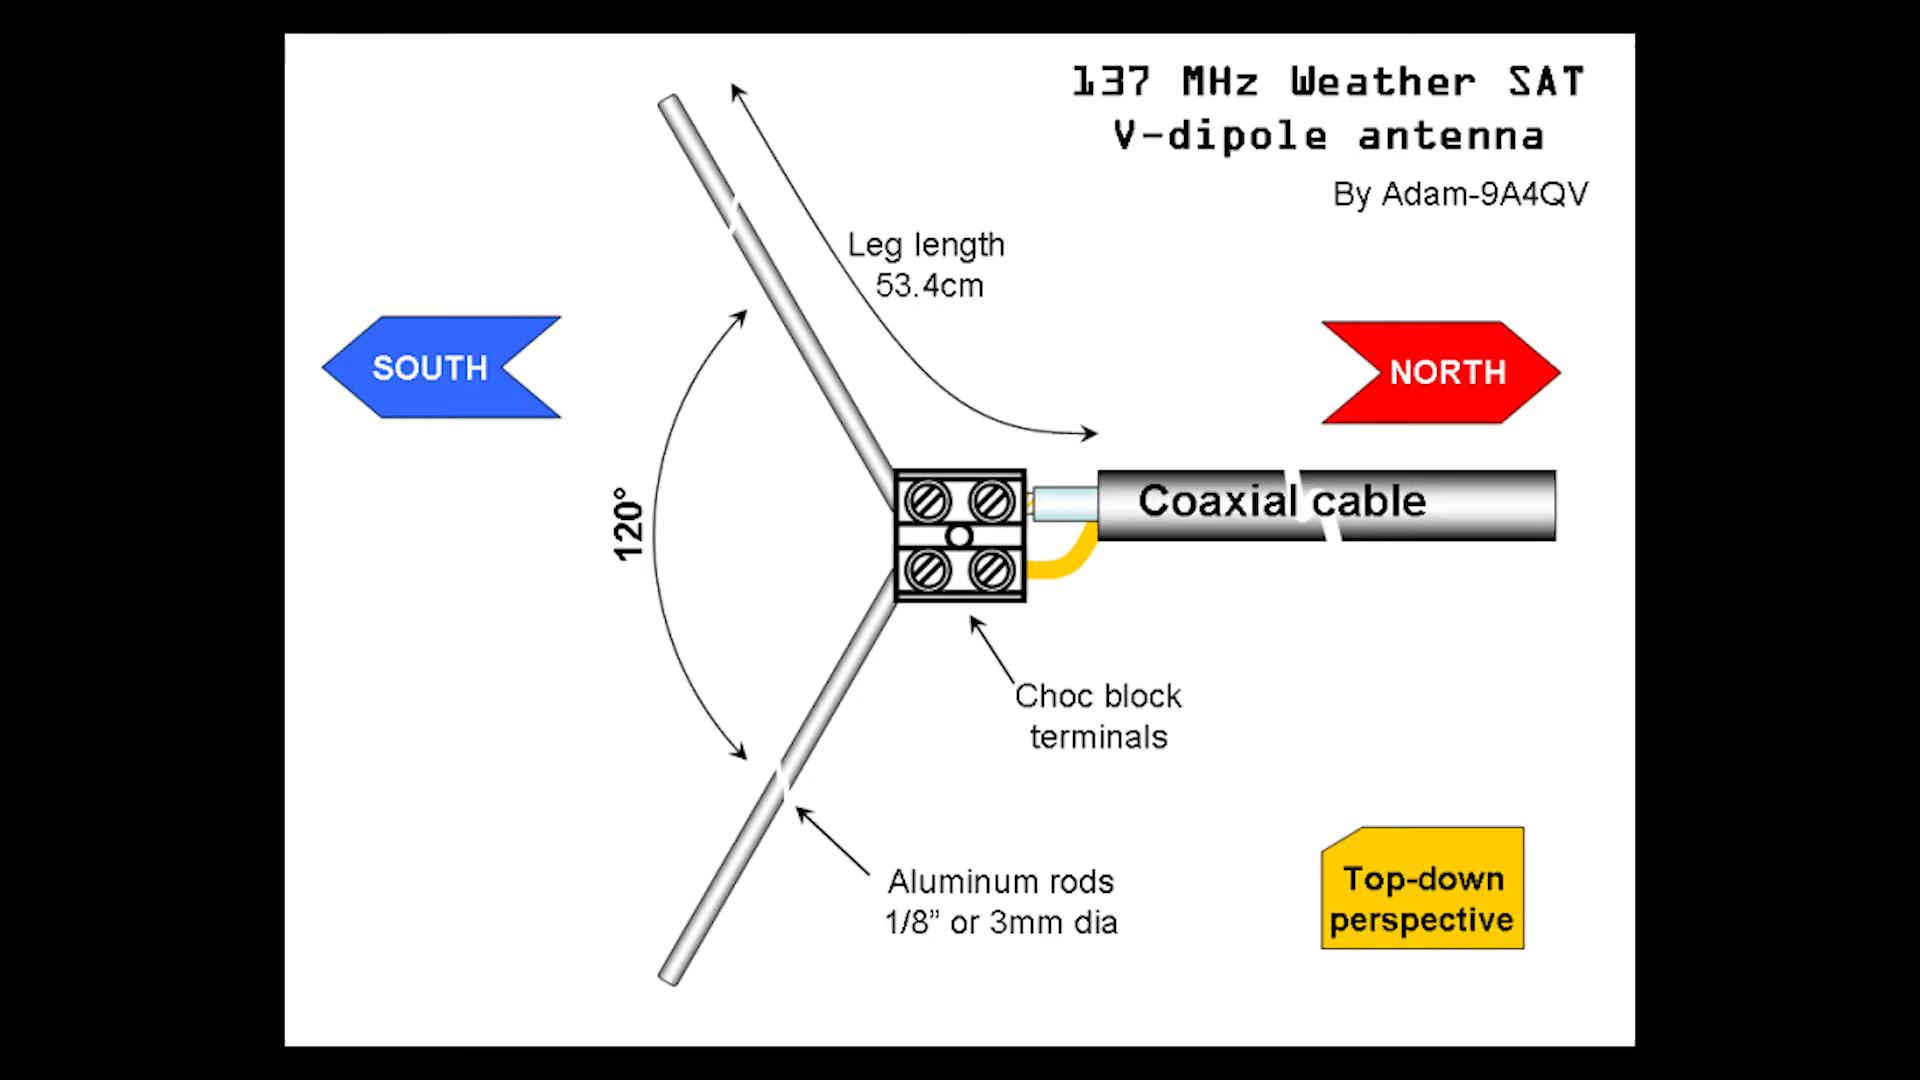 137 MHz Weather SAT
V-dipole antenna
By Adam-9A4QV
Leg length
53.4cm
SOUTH
NORTH
120°
Coaxial cable
Choc block
terminals
Aluminum rods
1/8” or 3mm dia
Top-down
perspective